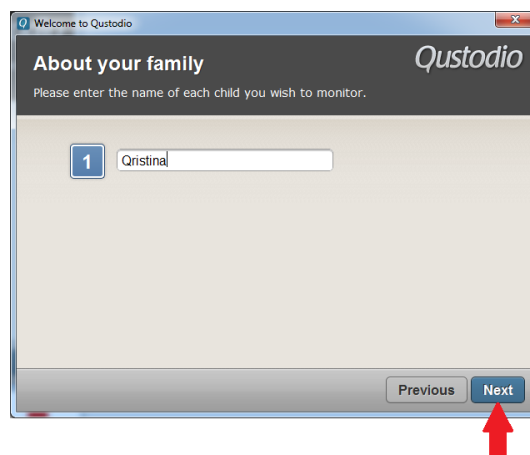 Welcome to Qustodio
About your family
Qustodio
Please enter the name of each child you wish to monitor.
1
Qristina
Previous
Next